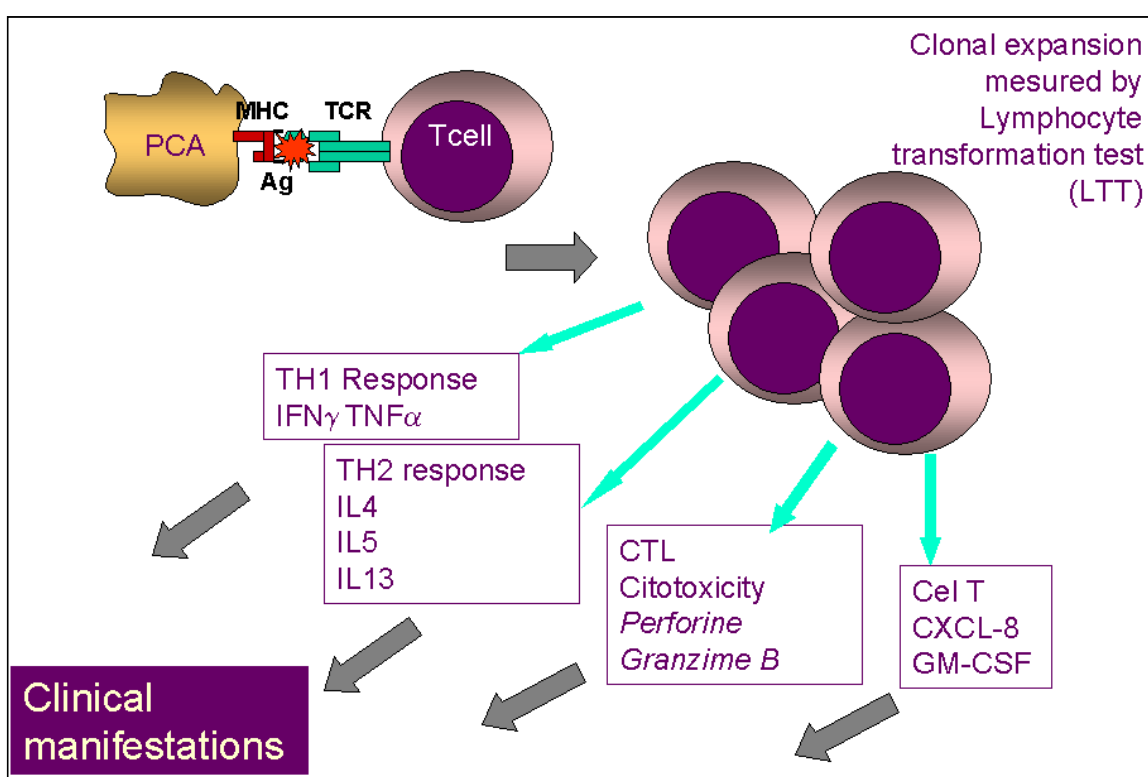 Clonal expansion
mesured by
Lymphocyte
transformation test
(LTT)
MHC
TCR
PCA
Tcell
Ag
TH1 Response
IFNγ TNFα
TH2 response
IL4
IL5
IL13
CTL
Citotoxicity
Perforine
Granzime B
Cel T
CXCL-8
GM-CSF
Clinical
manifestations